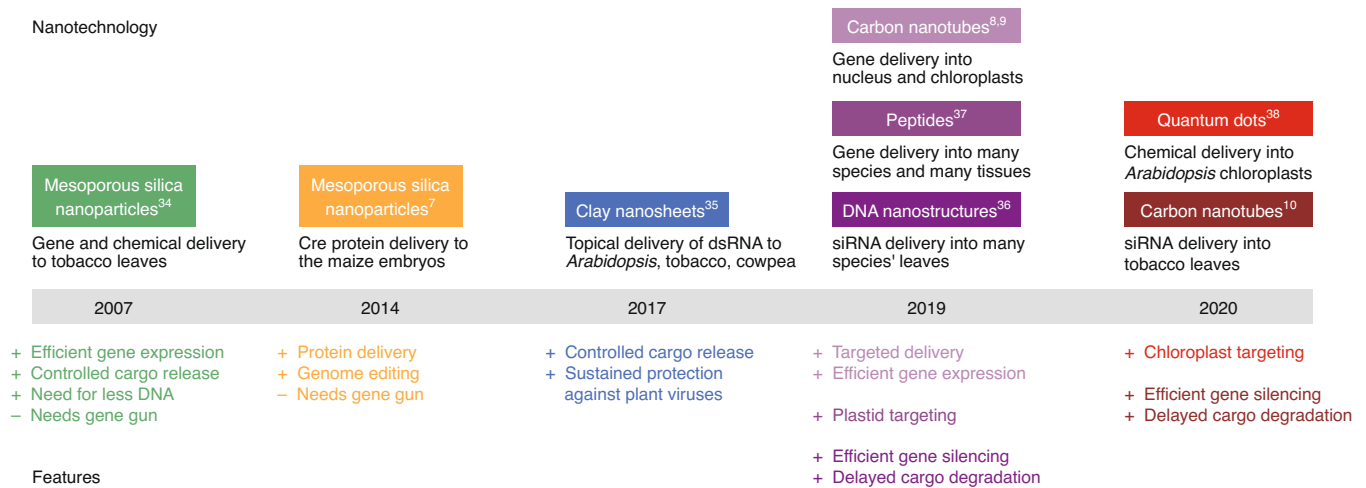 Nanotechnology
Carbon nanotubes8,9
Gene delivery into
nucleus and chloroplasts
Peptides37
Gene delivery into many
species and many tissues
Quantum dots38
Chemical delivery into
Arabidopsis chloroplasts
Mesoporous silica
nanoparticles34
Gene and chemical delivery
to tobacco leaves
Mesoporous silica
nanoparticles7
Cre protein delivery to
the maize embryos
Clay nanosheets35
Topical delivery of dsRNA to
Arabidopsis, tobacco, cowpea
DNA nanostructures36
siRNA delivery into many
species' leaves
Carbon nanotubes10
siRNA delivery into
tobacco leaves
2007
2014
2017
2019
2020
+ Efficient gene expression
+ Controlled cargo release
+ Need for less DNA
– Needs gene gun
+ Protein delivery
+ Genome editing
– Needs gene gun
+ Controlled cargo release
+ Sustained protection
against plant viruses
+ Targeted delivery
+ Efficient gene expression
+ Plastid targeting
+ Efficient gene silencing
+ Delayed cargo degradation
+ Chloroplast targeting
+ Efficient gene silencing
+ Delayed cargo degradation
Features